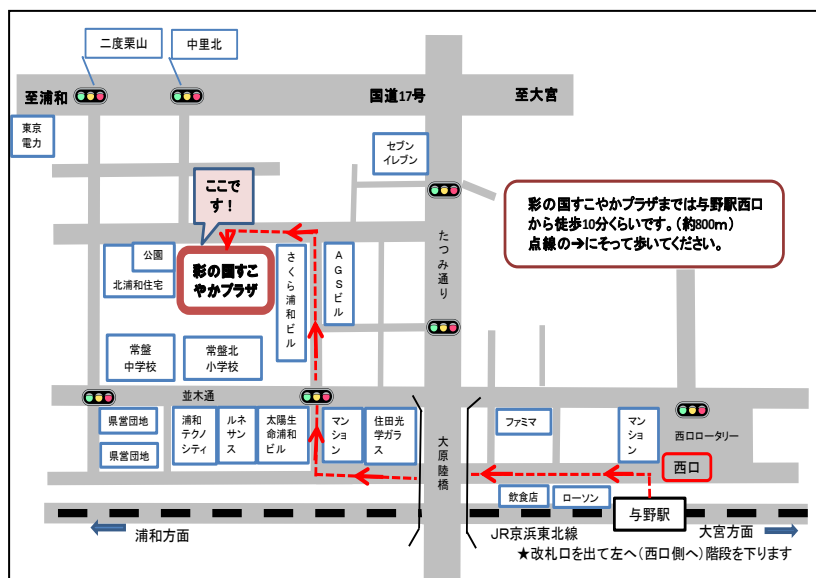 二度栗山
中里北
至浦和
国道17号
至大宮
東京
電力
セブン
イレブン
ここで
す！
彩の国すこやかプラザまでは与野駅西口
から徒歩10分くらいです。（約800m）
点線の→にそって歩いてください。
たつみ通り
公園
北浦和住宅
彩の国すこ
やかプラザ
さくら浦和ビル
AGSビル
常盤
中学校
常盤北
小学校
並木通
県営団地
県営団地
浦和
テクノ
シティ
ルネ
サンス
太陽生
命浦和
ビル
マン
ション
住田光
学ガラ
ス
大原陸橋
ファミマ
マンション
西口ロータリー
西口
飲食店
ローソン
与野駅
浦和方面
JR京浜東北線
大宮方面
★改札口を出て左へ（西口側へ）階段を下ります